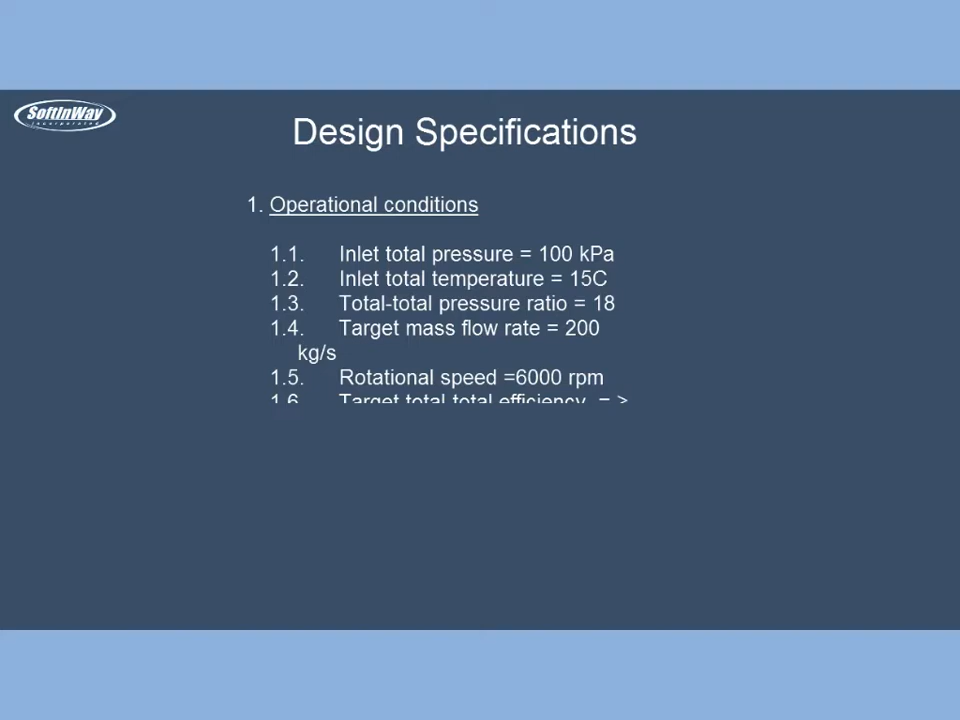 SoftInWay
incorporated
Design Specifications
1. Operational conditions
1.1. Inlet total pressure = 100 kPa
1.2. Inlet total temperature = 15C
1.3. Total-total pressure ratio = 18
1.4. Target mass flow rate = 200
kg/s
1.5. Rotational speed =6000 rpm
1.6. Target total total efficiency = >